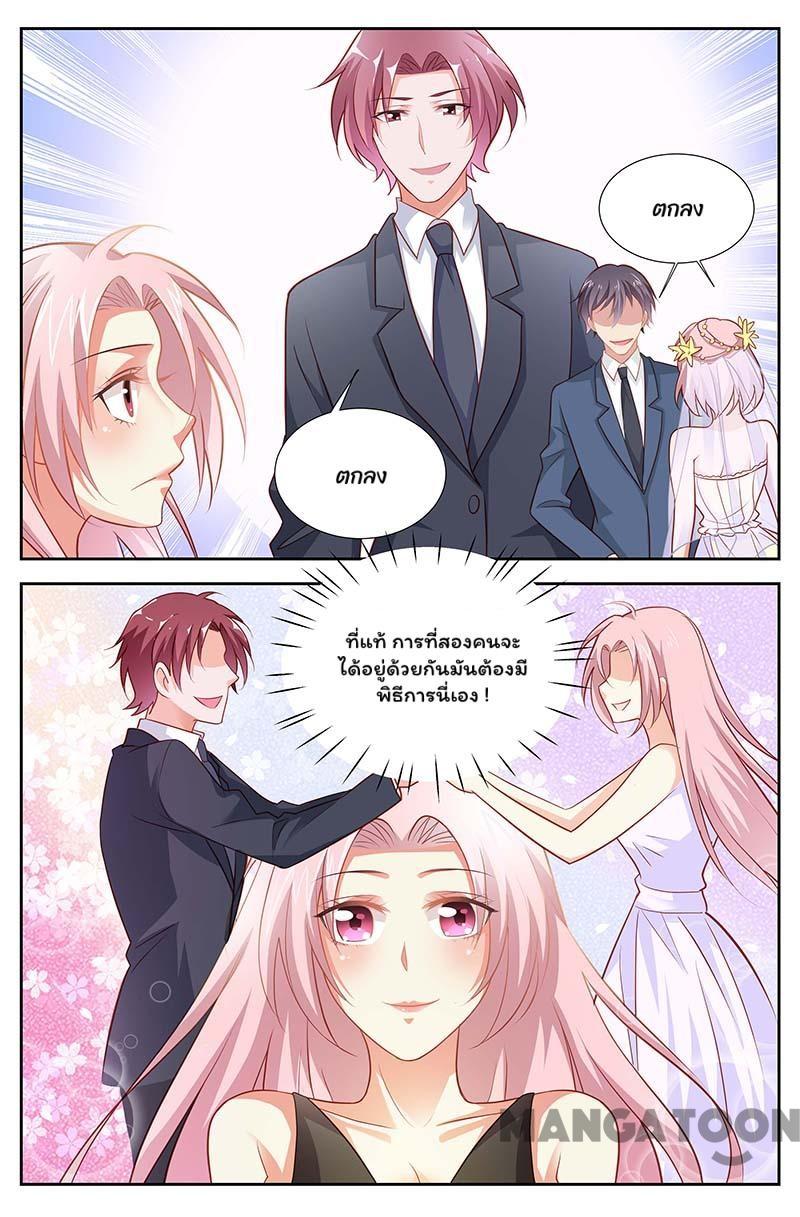 ตกลง
ตกลง
ที่แท้ การที่สองคนจะ
ได้อยู่ด้วยกันมันต้องมี
พิธีการนี่เอง !
MANGATOON